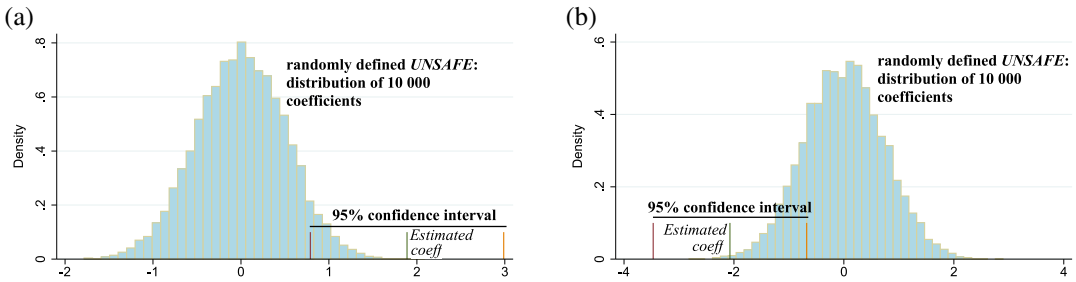 (a)
Density
.8
.6
.4
.2
0
randomly defined UNSAFE:
distribution of 10 000
coefficients
95% confidence interval
Estimated
coeff
-2
-1
0
1
2
3
(b)
Density
.6
.4
.2
0
randomly defined UNSAFE:
distribution of 10 000
coefficients
95% confidence interval
Estimated
coeff
-4
-2
0
2
4